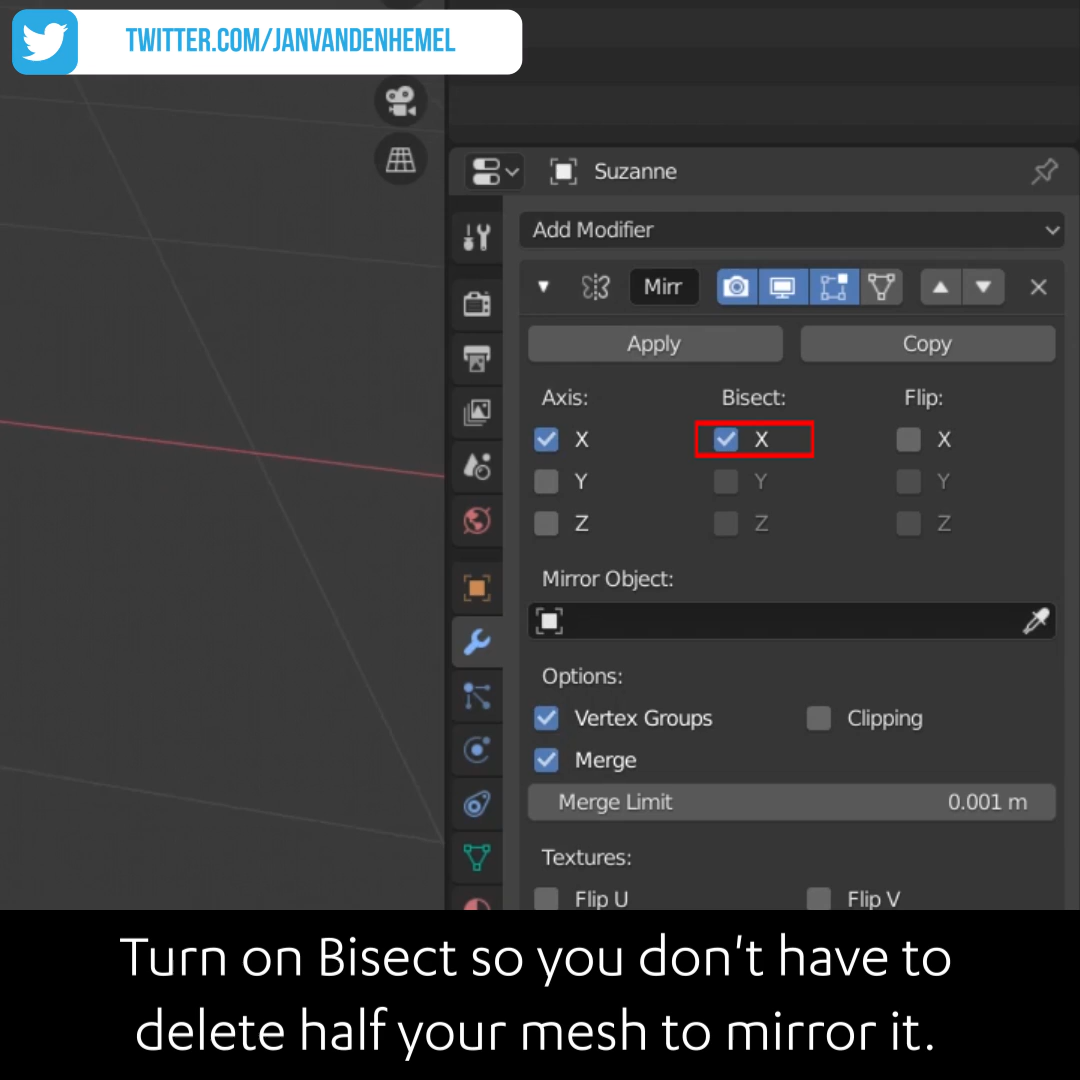 TWITTER.COM/JANVANDENHEMEL
Suzanne
Add Modifier
Mirr
Apply Copy
Axis: Bisect: Flip:
X X X
Y Y Y
Z Z Z
Mirror Object:
Options:
Vertex Groups Clipping
Merge
Merge Limit 0.001 m
Textures:
Flip U Flip V
Turn on Bisect so you don't have to
delete half your mesh to mirror it.